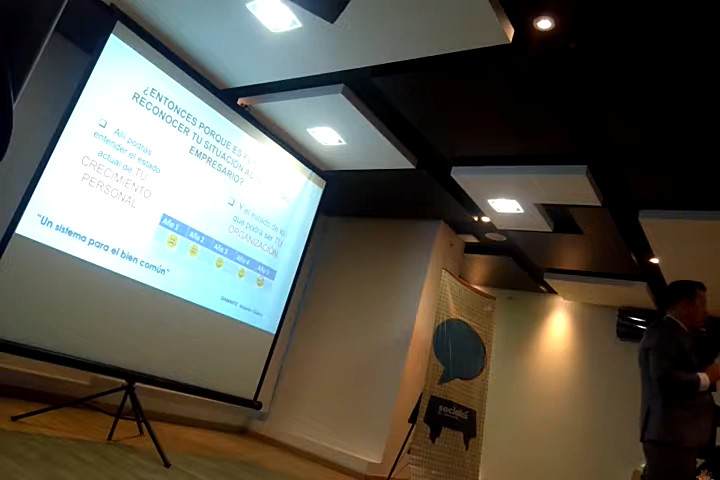 ¿ENTONCES PORQUE ES
RECONOCER TU SITUACIÓN
EMPRESARIO?
Allí podrás
entender el estado
actual de TU
CRECIMIENTO
PERSONAL
Y el estado de lo
que podrá ser TU
ORGANIZACIÓN
Año 1 Año 2 Año 3 Año 4 Año 5
"Un sistema para el bien común"